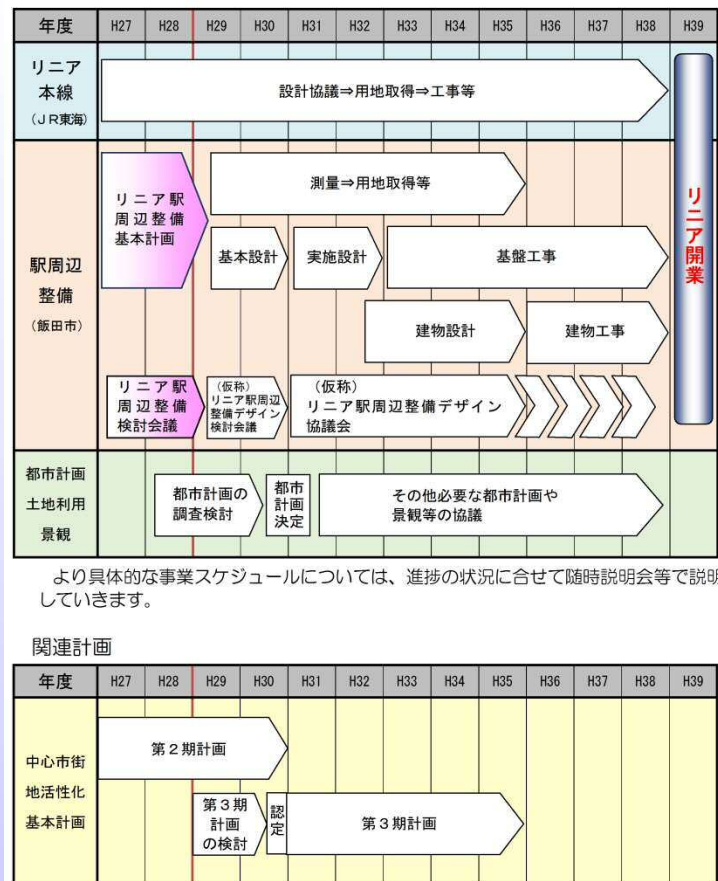 年度 H27 H28 H29 H30 H31 H32 H33 H34 H35 H36 H37 H38 H39
リニア
本線
（ＪＲ東海）
設計協議⇒用地取得⇒工事等
リニア開業
駅周辺
整備
（飯田市）
リニア駅
周辺整備
基本計画
測量⇒用地取得等
基本設計
実施設計
基盤工事
建物設計
建物工事
リニア駅
周辺整備
検討会議
（仮称）
リニア駅周辺
整備デザイン
検討会議
（仮称）
リニア駅周辺整備デザイン
協議会
都市計画
土地利用
景観
都市計画の
調査検討
都市
計画
決定
その他必要な都市計画や
景観等の協議
より具体的な事業スケジュールについては、進捗の状況に合せて随時説明会等で説明
していきます。
関連計画
年度 H27 H28 H29 H30 H31 H32 H33 H34 H35 H36 H37 H38 H39
中心市街
地活性化
基本計画
第２期計画
第３期
計画
の検討
認定
第３期計画